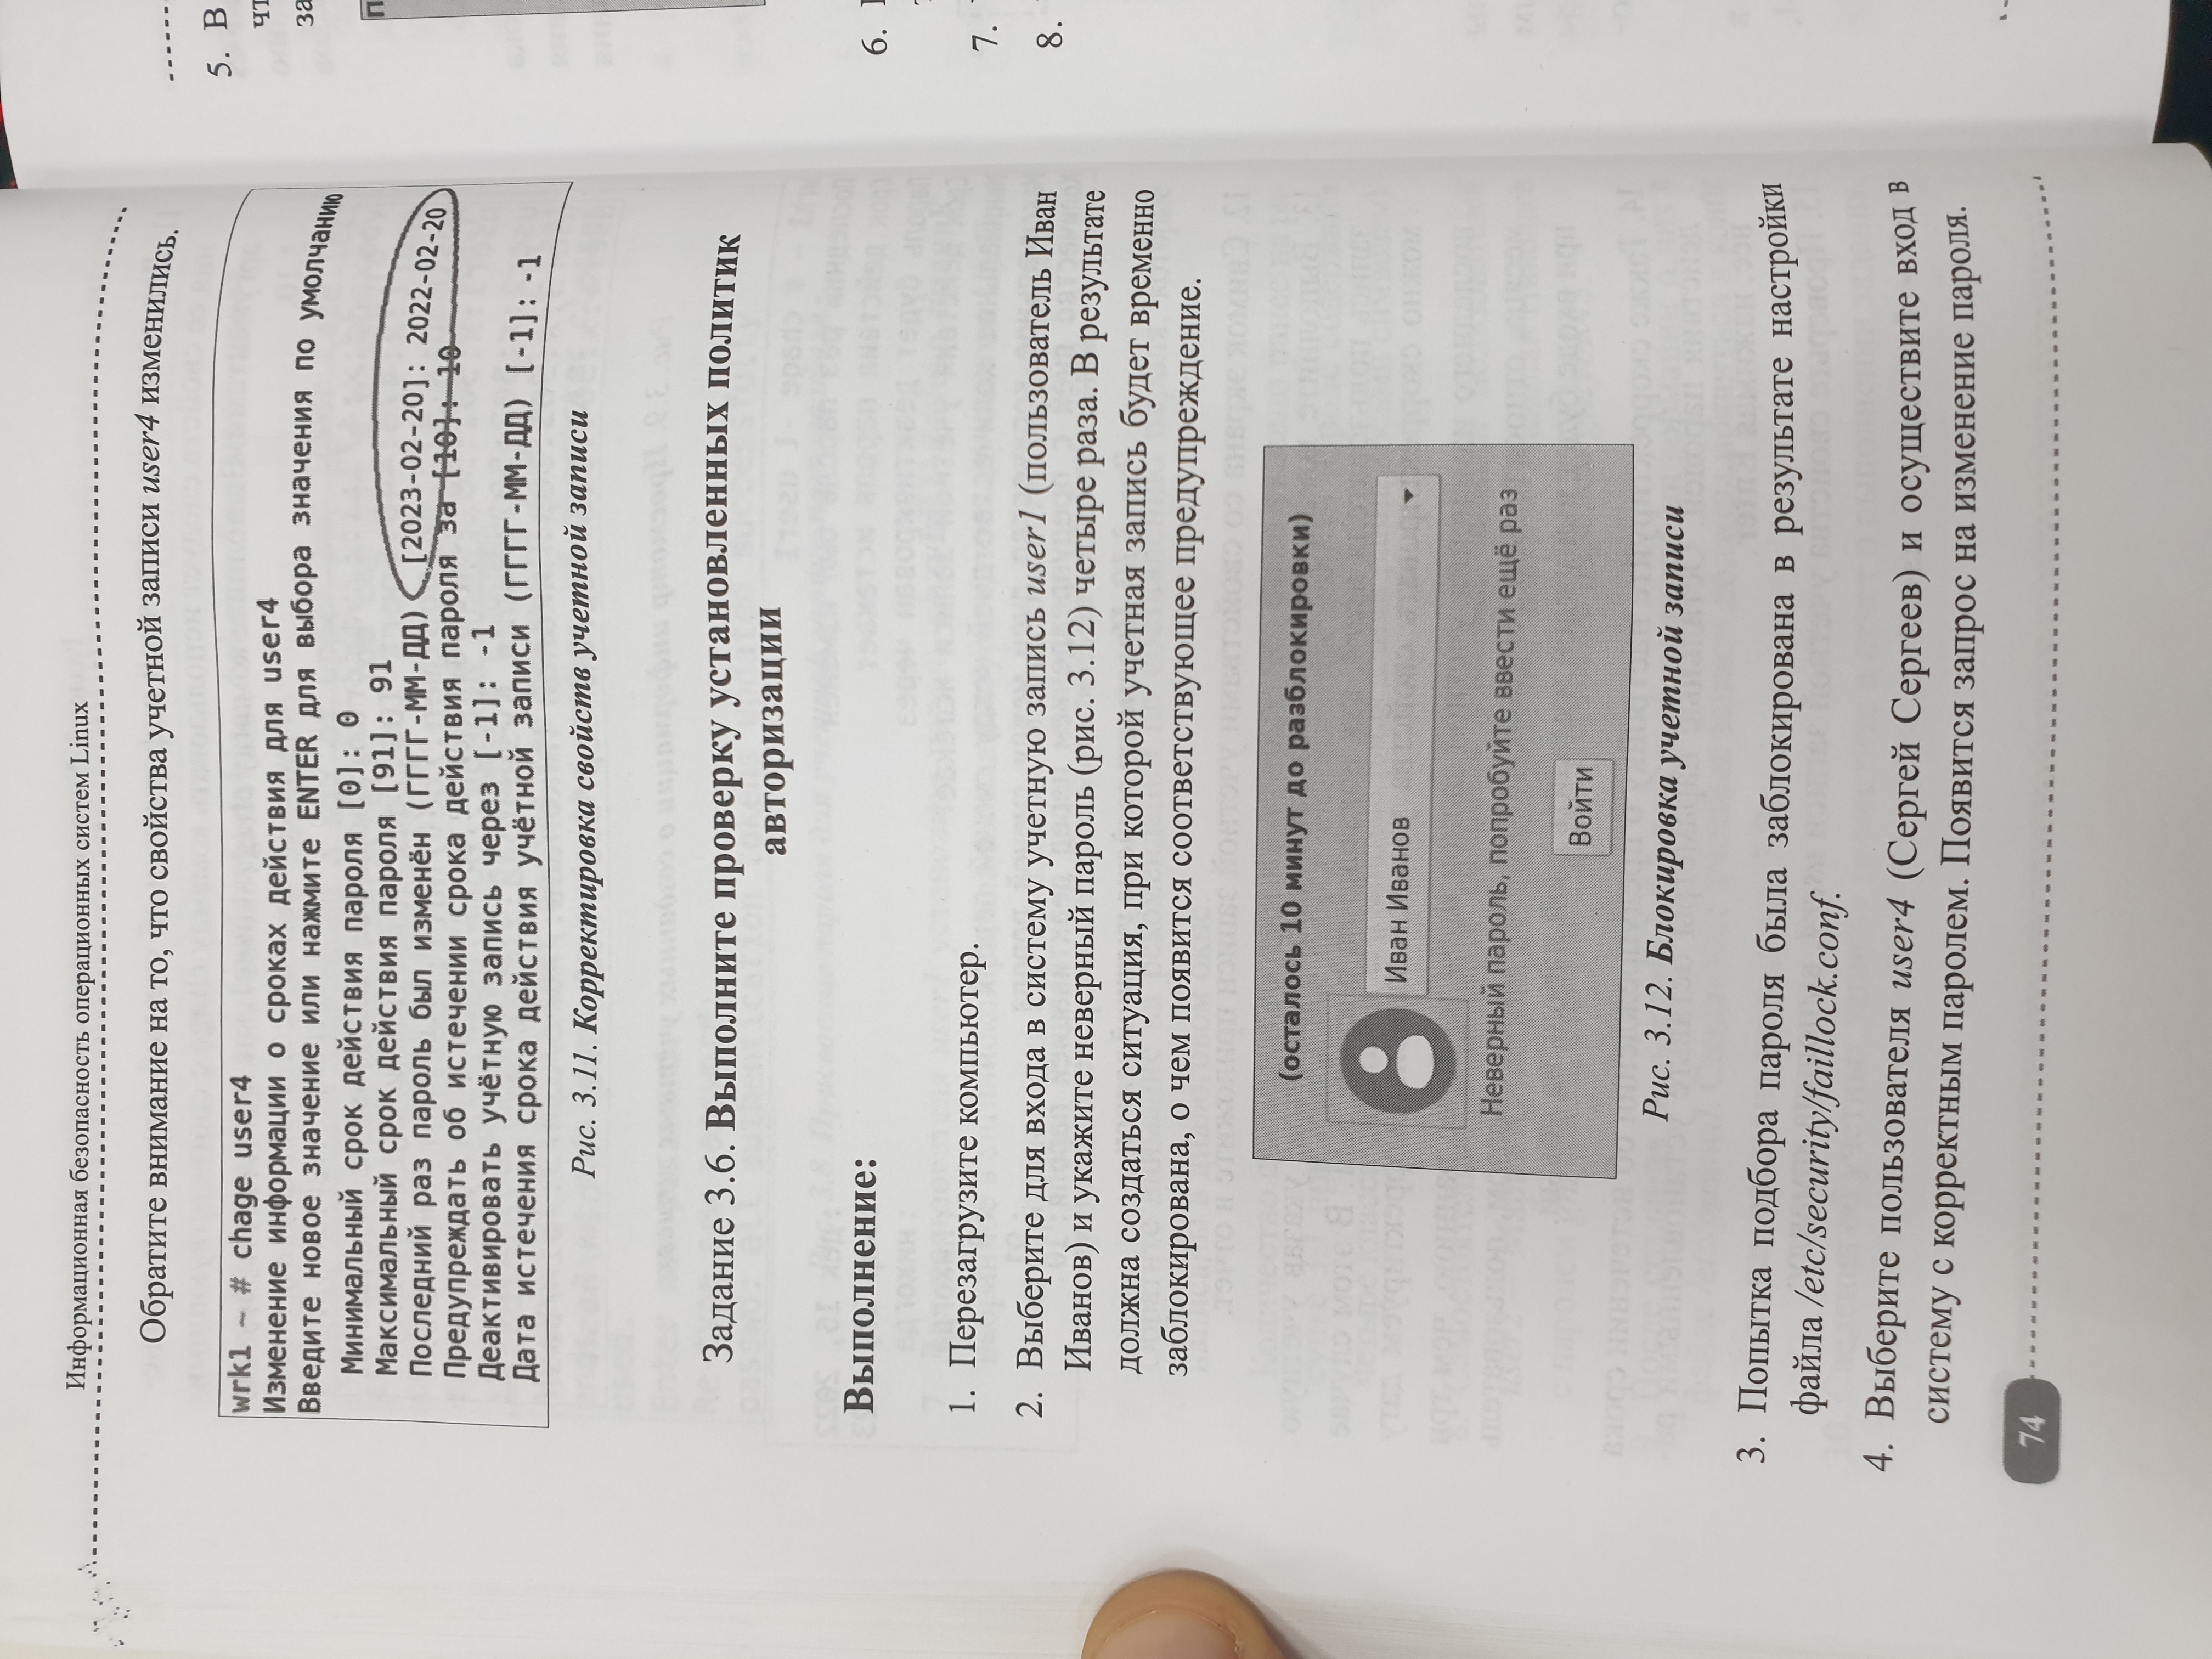 Информационная безопасность операционных систем Linux
Обратите внимание на то, что свойства учетной записи user4 изменились.
wrk1 ~ # chage user4
Изменение информации о сроках действия для user4
Введите новое значение или нажмите ENTER для выбора значения по умолчанию
Минимальный срок действия пароля [0]: 0
Максимальный срок действия пароля [91]: 91
Последний раз пароль был изменён (ГГГГ-ММ-ДД) [2023-02-20]: 2022-02-20
Предупреждать об истечении срока действия пароля за [10]: 10
Деактивировать учётную запись через [-1]: -1
Дата истечения срока действия учётной записи (ГГГГ-ММ-ДД) [-1]: -1
Рис. 3.11. Корректировка свойств учетной записи
Задание 3.6. Выполните проверку установленных политик
авторизации
Выполнение:
1. Перезагрузите компьютер.
2. Выберите для входа в систему учетную запись user1 (пользователь Иван
Иванов) и укажите неверный пароль (рис. 3.12) четыре раза. В результате
должна создаться ситуация, при которой учетная запись будет временно
заблокирована, о чем появится соответствующее предупреждение.
(осталось 10 минут до разблокировки)
Иван Иванов
Неверный пароль, попробуйте ввести ещё раз
Войти
Рис. 3.12. Блокировка учетной записи
3. Попытка подбора пароля была заблокирована в результате настройки
файла /etc/security/faillock.conf.
4. Выберите пользователя user4 (Сергей Сергеев) и осуществите вход в
систему с корректным паролем. Появится запрос на изменение пароля.
74
5. В
6.
7.
8.